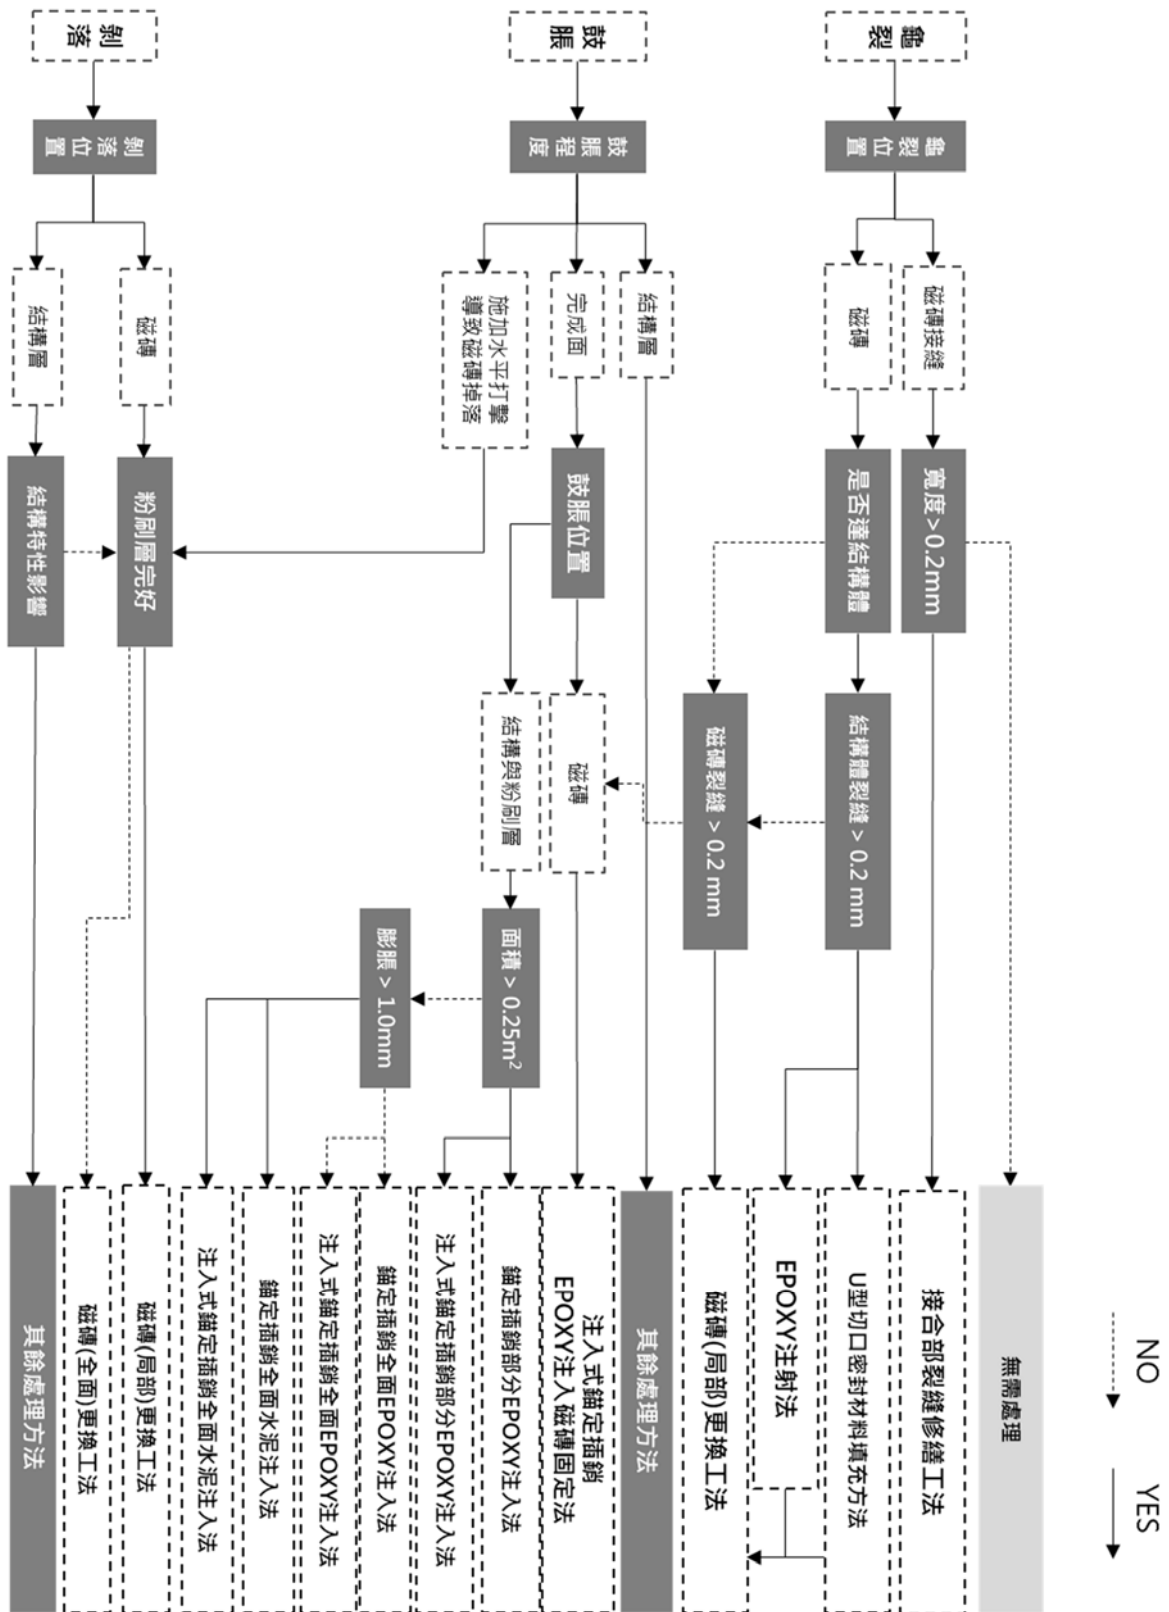 NO
YES
龜裂
龜裂位置
磁磚接縫
寬度>0.2mm
無需處理
接合部裂縫修繕工法
磁磚
是否達結構體
結構體裂縫 > 0.2 mm
U型切口密封材料填充方法
EPOXY注射法
磁磚裂縫 > 0.2 mm
磁磚(局部)更換工法
鼓脹
鼓脹程度
結構層
其餘處理方法
完成面
鼓脹位置
磁磚
注入式錨定插銷
EPOXY注入磁磚固定法
結構與粉刷層
面積 > 0.25m²
錨定插銷部分EPOXY注入法
注入式錨定插銷部分EPOXY注入法
膨脹 > 1.0mm
錨定插銷全面EPOXY注入法
注入式錨定插銷全面EPOXY注入法
錨定插銷全面水泥注入法
注入式錨定插銷全面水泥注入法
施加水平打擊
導致磁磚掉落
剝落
剝落位置
磁磚
粉刷層完好
磁磚(局部)更換工法
磁磚(全面)更換工法
結構層
結構特性影響
其餘處理方法